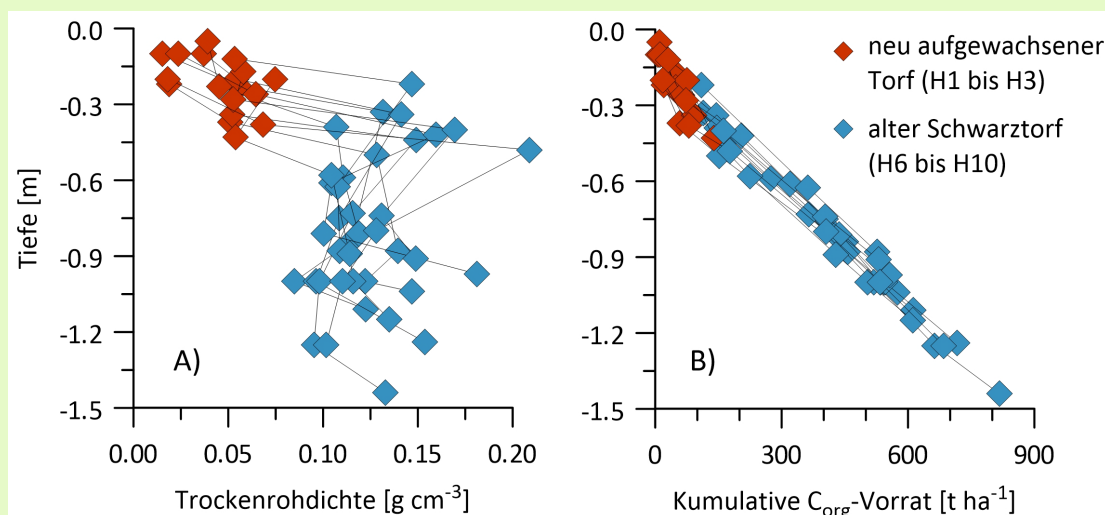 0.0
-0.3
-0.6
-0.9
-1.2
-1.5
Tiefe [m]
A)
0.00 0.05 0.10 0.15 0.20
Trockenrohdichte [g cm-3]
0.0
-0.3
-0.6
-0.9
-1.2
-1.5
B)
0 300 600 900
Kumulative Corg-Vorrat [t ha-1]
neu aufgewachsener
Torf (H1 bis H3)
alter Schwarztorf
(H6 bis H10)